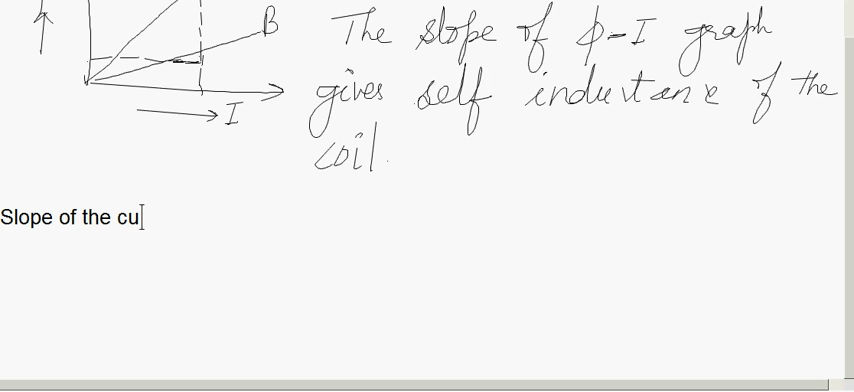 B
The slope of ϕ-I graph
gives self inductance of the
I
coil.
Slope of the cu